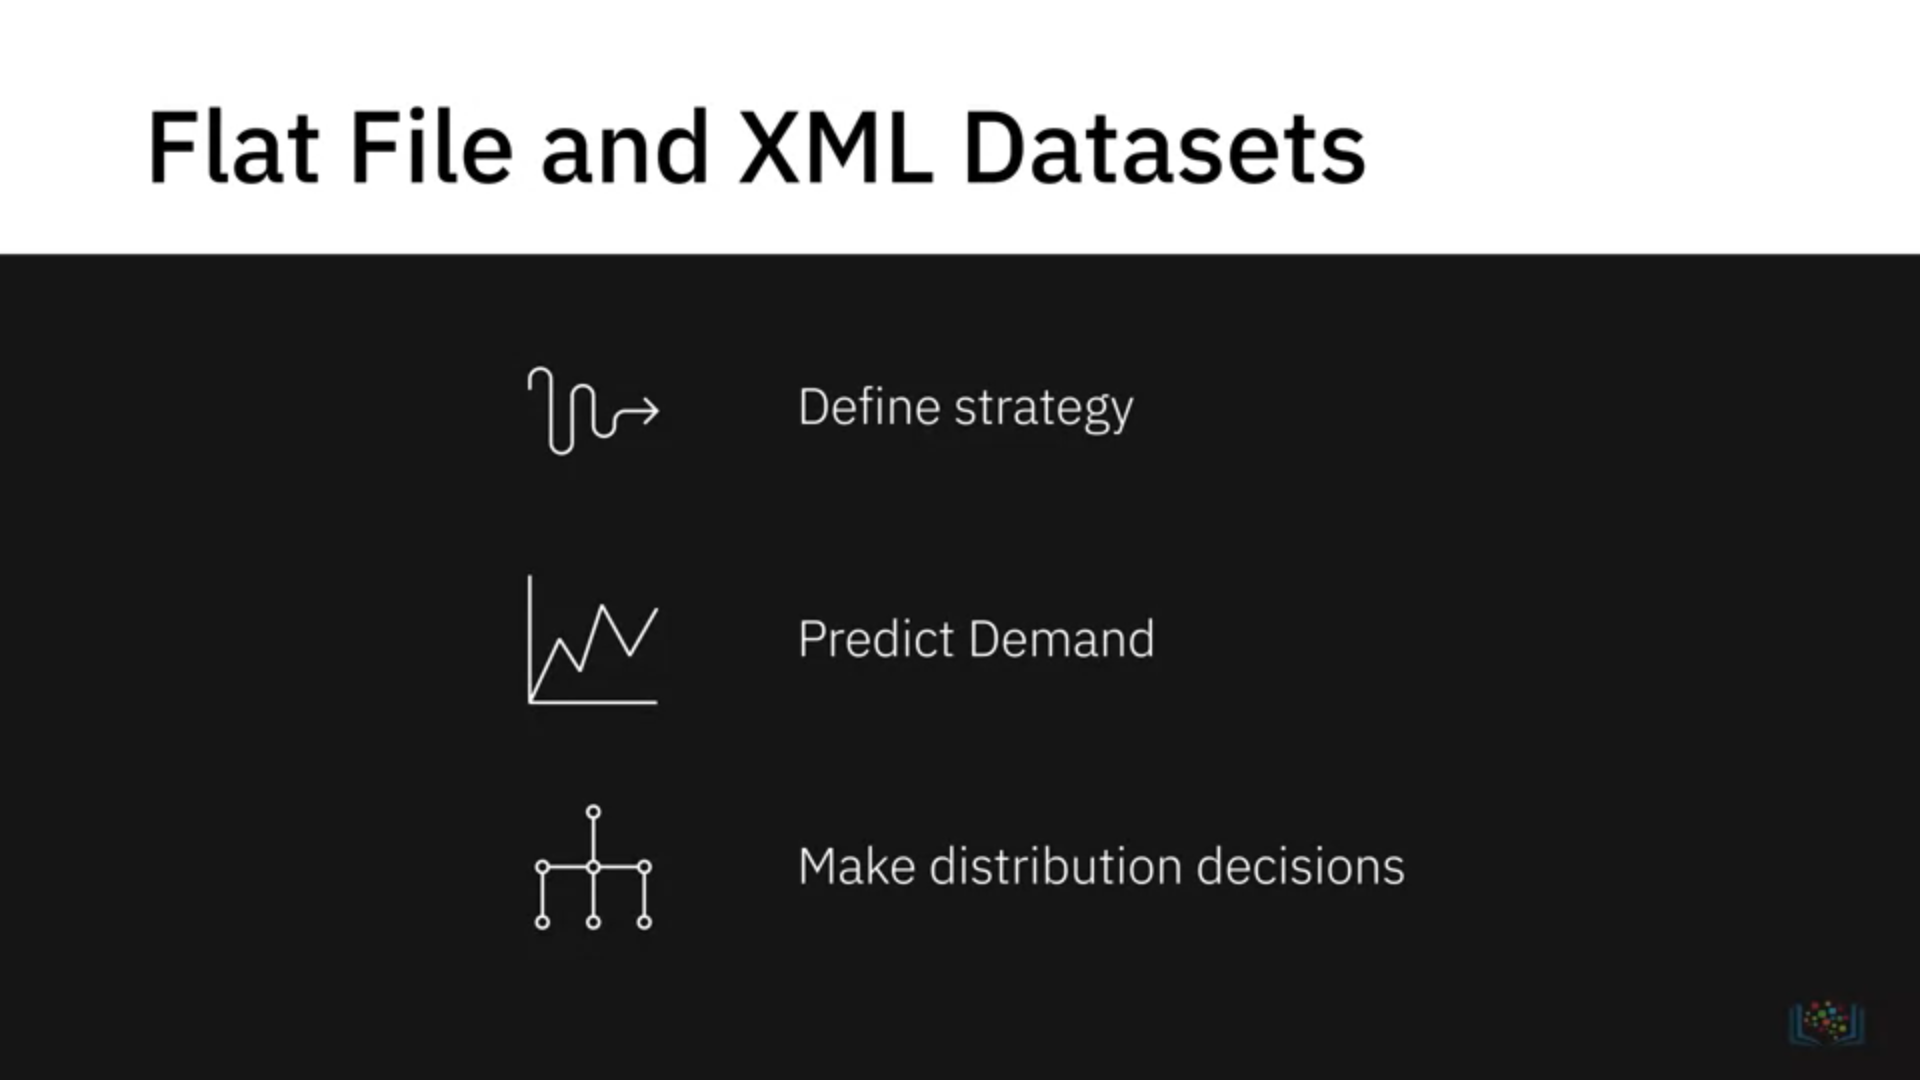 Flat File and XML Datasets
Define strategy
Predict Demand
Make distribution decisions